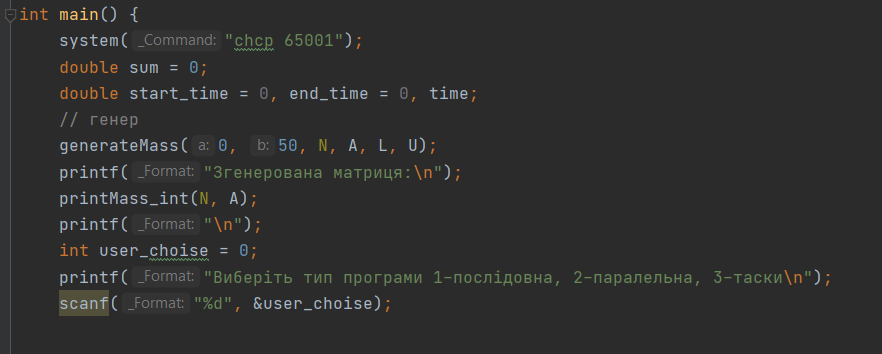 int main() {
system( _Command: "chcp 65001");
double sum = 0;
double start_time = 0, end_time = 0, time;
// генер
generateMass( a: 0, b: 50, N, A, L, U);
printf( _Format: "Згенерована матриця:\n");
printMass_int(N, A);
printf( _Format: "\n");
int user_choise = 0;
printf( _Format: "Виберіть тип програми 1-послідовна, 2-паралельна, 3-таски\n");
scanf( _Format: "%d", &user_choise);